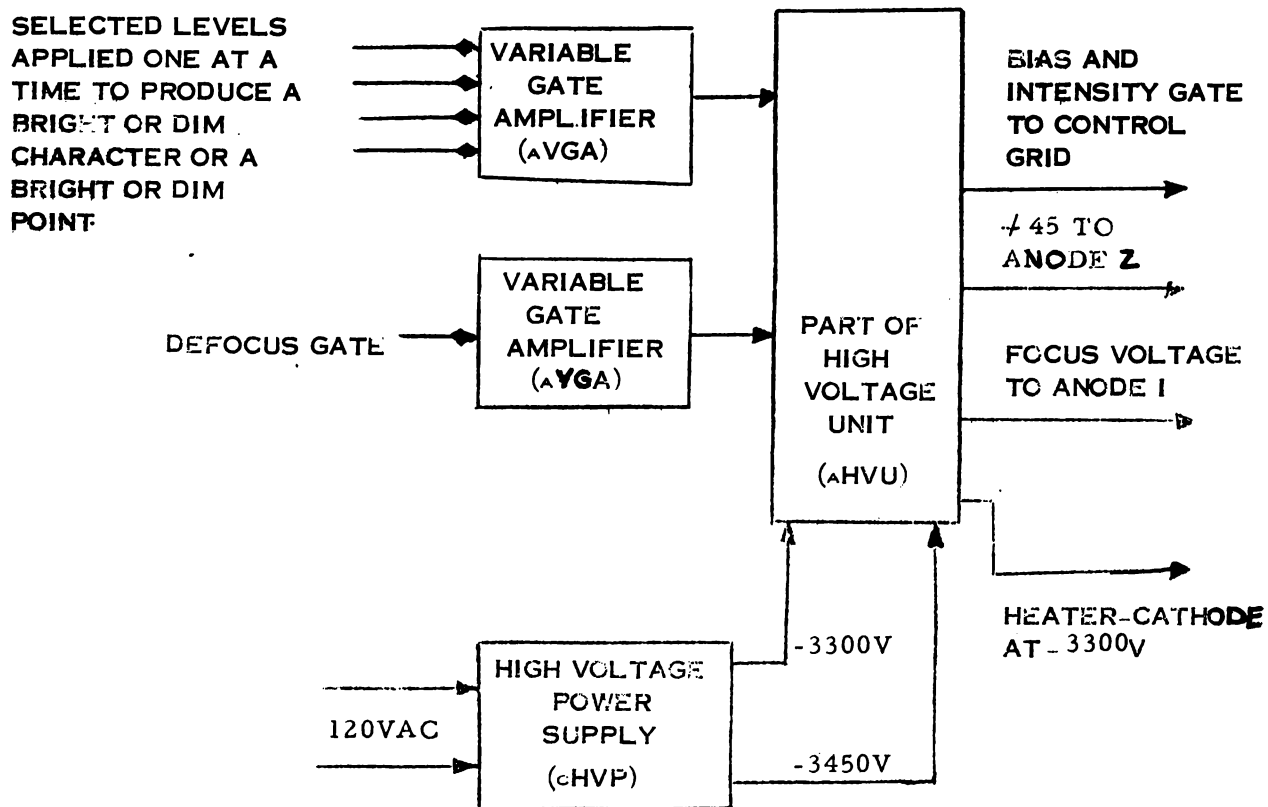 SELECTED LEVELS
APPLIED ONE AT A
TIME TO PRODUCE A
BRIGHT OR DIM
CHARACTER OR A
BRIGHT OR DIM
POINT
VARIABLE
GATE
AMPLIFIER
(AVGA)
DEFOCUS GATE
VARIABLE
GATE
AMPLIFIER
(AVGA)
PART OF
HIGH
VOLTAGE
UNIT
(AHVU)
BIAS AND
INTENSITY GATE
TO CONTROL
GRID
+45 TO
ANODE 2
FOCUS VOLTAGE
TO ANODE 1
HEATER-CATHODE
AT -3300V
120VAC
HIGH VOLTAGE
POWER
SUPPLY
(cHVP)
-3300V
-3450V